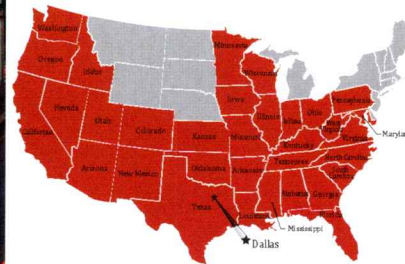 Washington
Minnesota
Oregon
Idaho
Wisconsin
Iowa
Pennsylvania
Nevada
Utah
Illinois
Indiana
Ohio
California
Colorado
Kansas
Missouri
West Virginia
Virginia
Maryla
Kentucky
North Carolina
Tennessee
Arizona
New Mexico
Oklahoma
Arkansas
South Carolina
Texas
Alabama
Georgia
Louisiana
Florida
Mississippi
Dallas